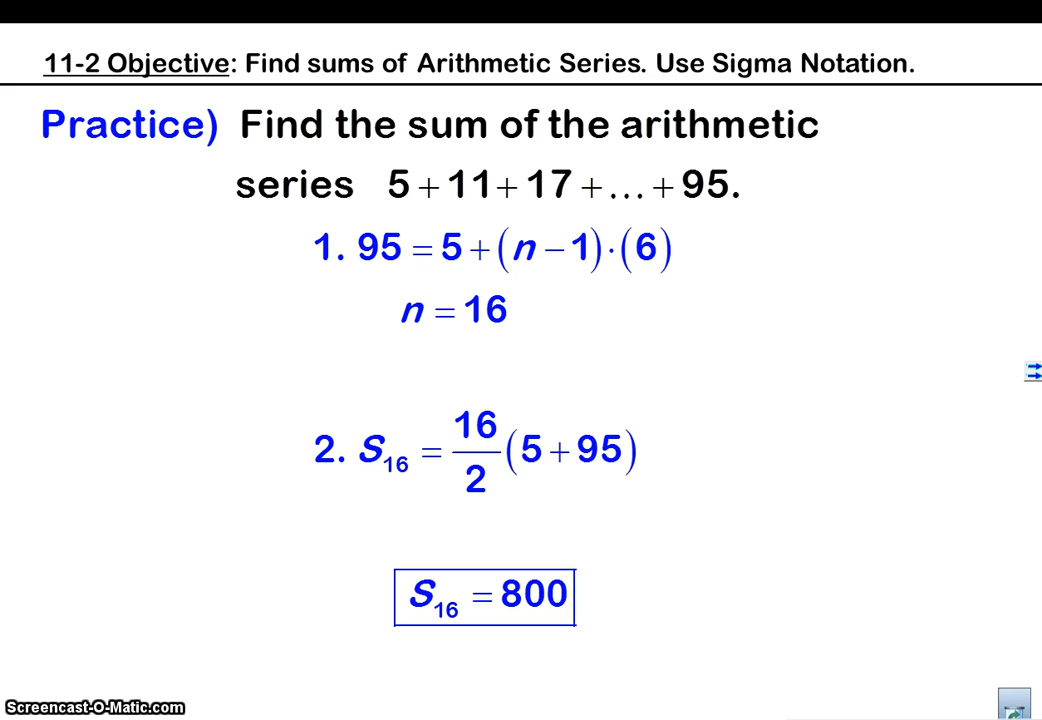 11-2 Objective: Find sums of Arithmetic Series. Use Sigma Notation.
Practice) Find the sum of the arithmetic
series 5 + 11 + 17 + … + 95.
1. 95 = 5 + (n − 1) · (6)
n = 16
2. S₁₆ = 16/2 (5 + 95)
S₁₆ = 800
Screencast-O-Matic.com